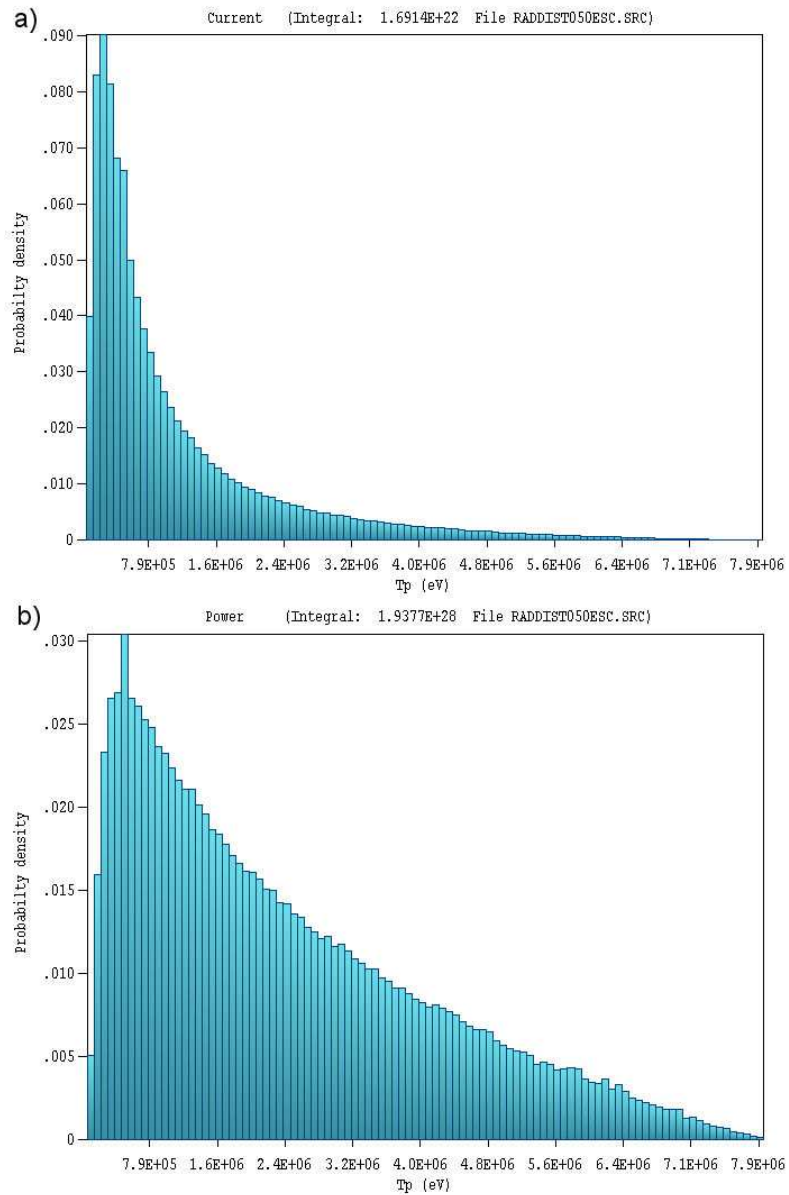 a)
Current (Integral: 1.6914E+22 File RADDIST050ESC.SRC)
.090
.080
.070
.060
.050
.040
.030
.020
.010
0
Probabilty density
7.9E+05 1.6E+06 2.4E+06 3.2E+06 4.0E+06 4.8E+06 5.6E+06 6.4E+06 7.1E+06 7.9E+06
Tp (eV)
b)
Power (Integral: 1.9377E+28 File RADDIST050ESC.SRC)
.030
.025
.020
.015
.010
.005
0
Probabilty density
7.9E+05 1.6E+06 2.4E+06 3.2E+06 4.0E+06 4.8E+06 5.6E+06 6.4E+06 7.1E+06 7.9E+06
Tp (eV)